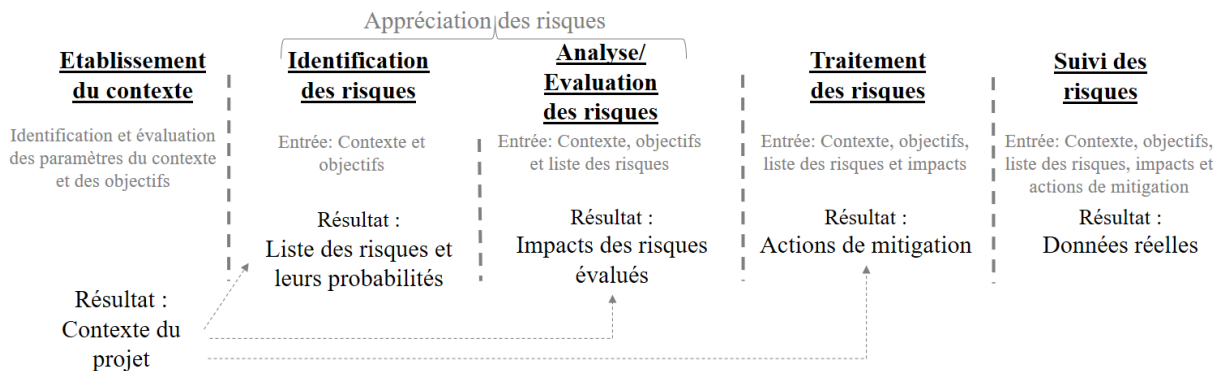 Appréciation des risques
Etablissement
du contexte
Identification et évaluation
des paramètres du contexte
et des objectifs
Résultat :
Contexte du
projet
Identification
des risques
Entrée: Contexte et
objectifs
Résultat :
Liste des risques et
leurs probabilités
Analyse/
Evaluation
des risques
Entrée: Contexte, objectifs
et liste des risques
Résultat :
Impacts des risques
évalués
Traitement
des risques
Entrée: Contexte, objectifs,
liste des risques et impacts
Résultat :
Actions de mitigation
Suivi des
risques
Entrée: Contexte, objectifs,
liste des risques, impacts et
actions de mitigation
Résultat :
Données réelles